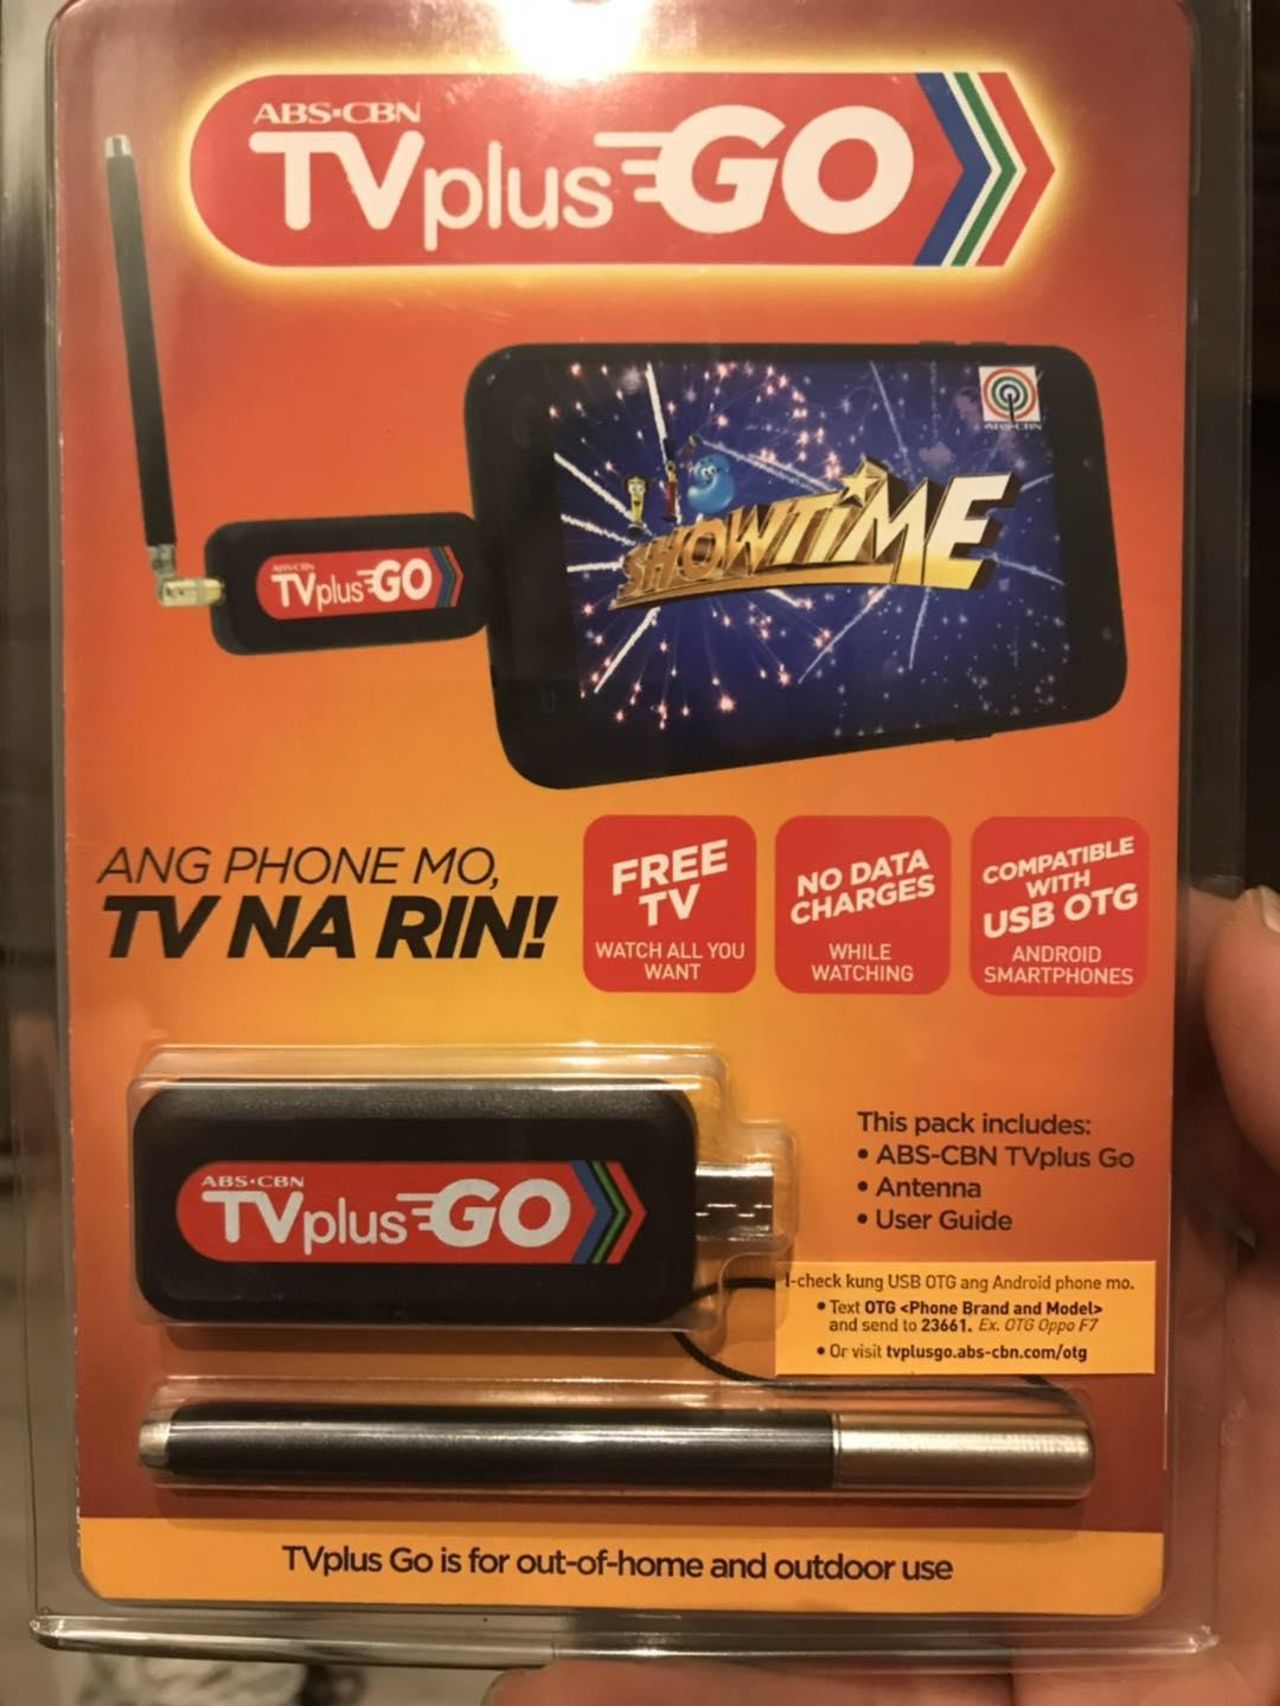 ABS-CBN
TVplus GO
ABS-CBN
SHOWTIME
ABS-CBN
TVplus GO
ANG PHONE MO,
TV NA RIN!
FREE
TV
WATCH ALL YOU
WANT
NO DATA
CHARGES
WHILE
WATCHING
COMPATIBLE
WITH
USB OTG
ANDROID
SMARTPHONES
ABS-CBN
TVplus GO
This pack includes:
• ABS-CBN TVplus Go
• Antenna
• User Guide
I-check kung USB OTG ang Android phone mo.
• Text OTG <Phone Brand and Model>
and send to 23661. Ex. OTG Oppo F7
• Or visit tvplusgo.abs-cbn.com/otg
TVplus Go is for out-of-home and outdoor use